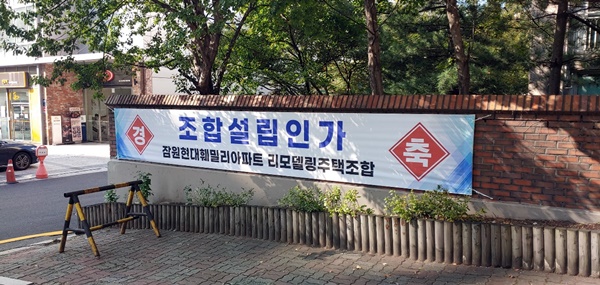 경 조합설립인가 축
잠원현대훼밀리아파트 리모델링주택조합